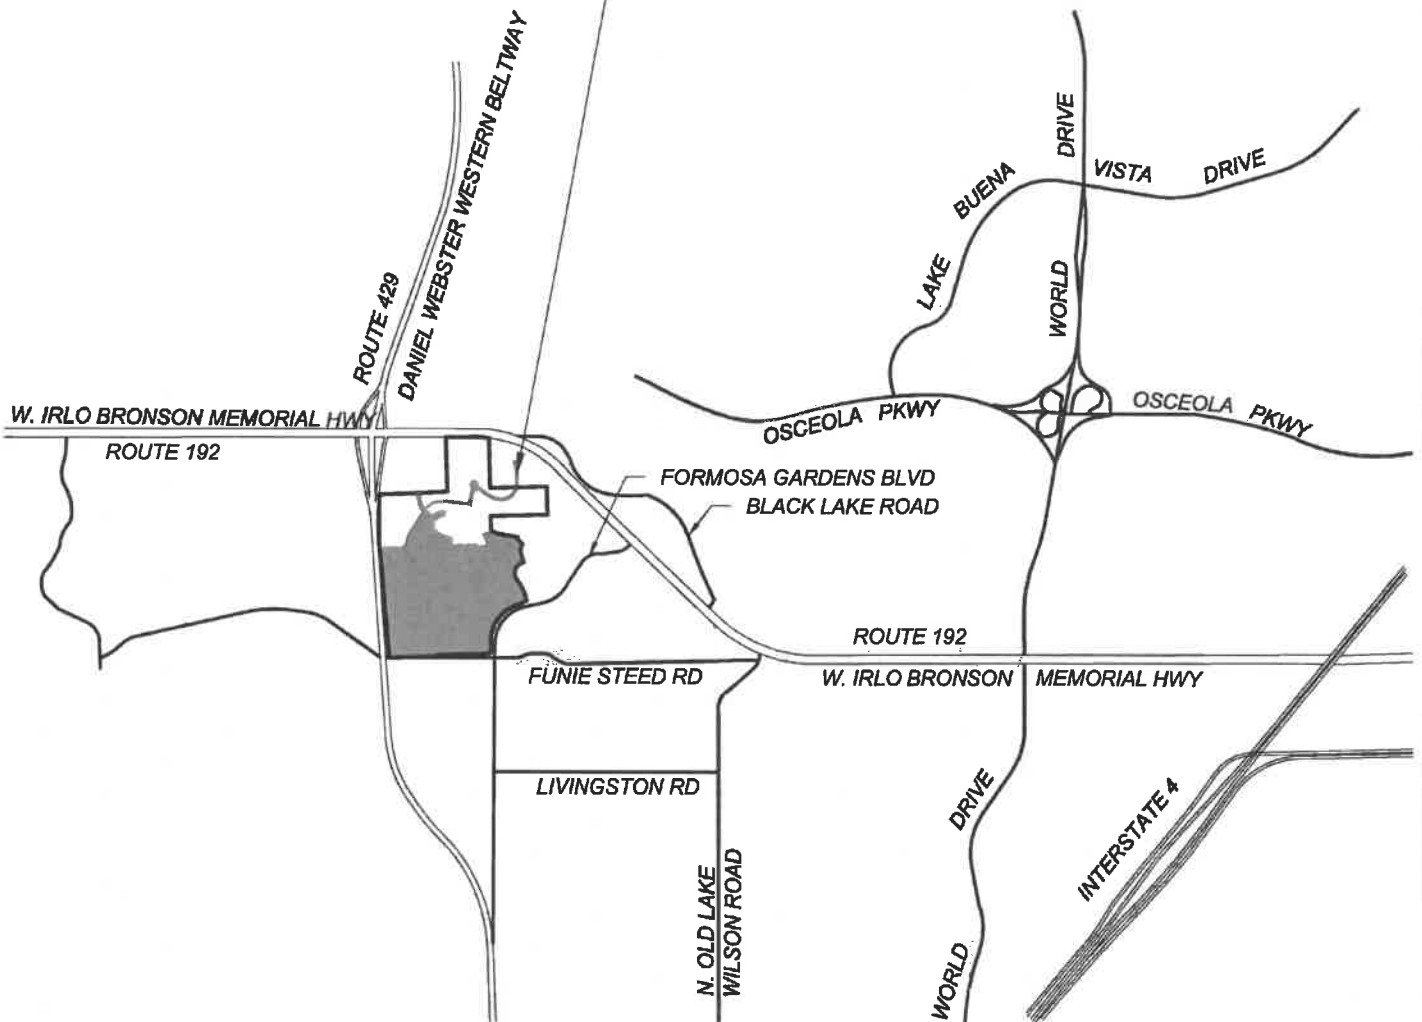 DANIEL WEBSTER WESTERN BELTWAY
ROUTE 429
W. IRLO BRONSON MEMORIAL HWY
ROUTE 192
LAKE BUENA VISTA DRIVE
WORLD DRIVE
OSCEOLA PKWY
OSCEOLA PKWY
FORMOSA GARDENS BLVD
BLACK LAKE ROAD
ROUTE 192
W. IRLO BRONSON MEMORIAL HWY
FUNIE STEED RD
LIVINGSTON RD
N. OLD LAKE
WILSON ROAD
WORLD DRIVE
INTERSTATE 4